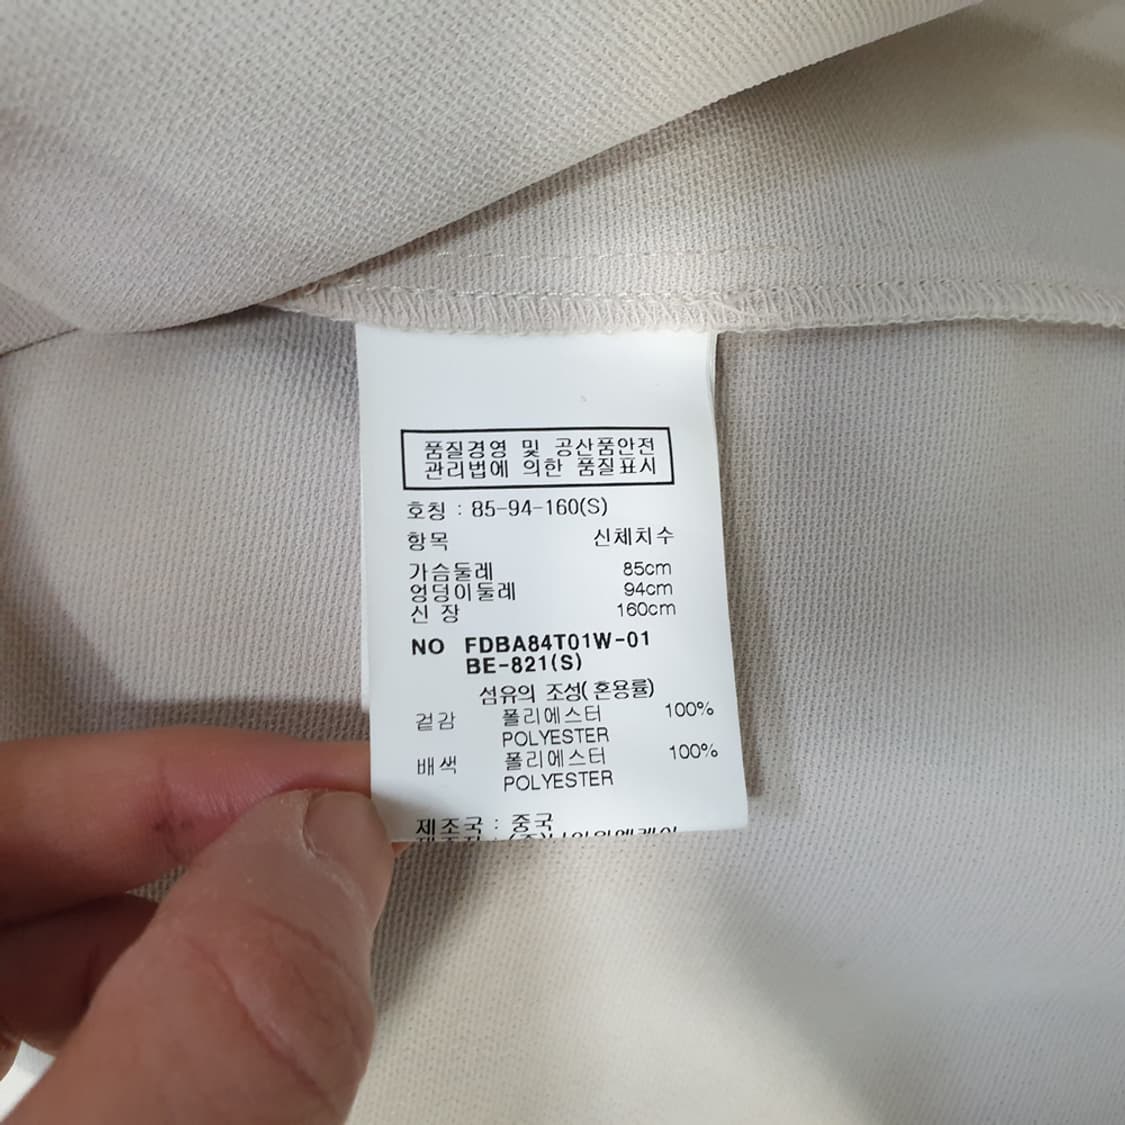 품질경영 및 공산품안전
관리법에 의한 품질표시
호칭 : 85-94-160(S)
항목 신체치수
가슴둘레 85cm
엉덩이둘레 94cm
신 장 160cm
NO FDBA84T01W-01
BE-821(S)
섬유의 조성(혼용률)
겉감 폴리에스터 100%
POLYESTER
배색 폴리에스터 100%
POLYESTER
제조국 : 중국